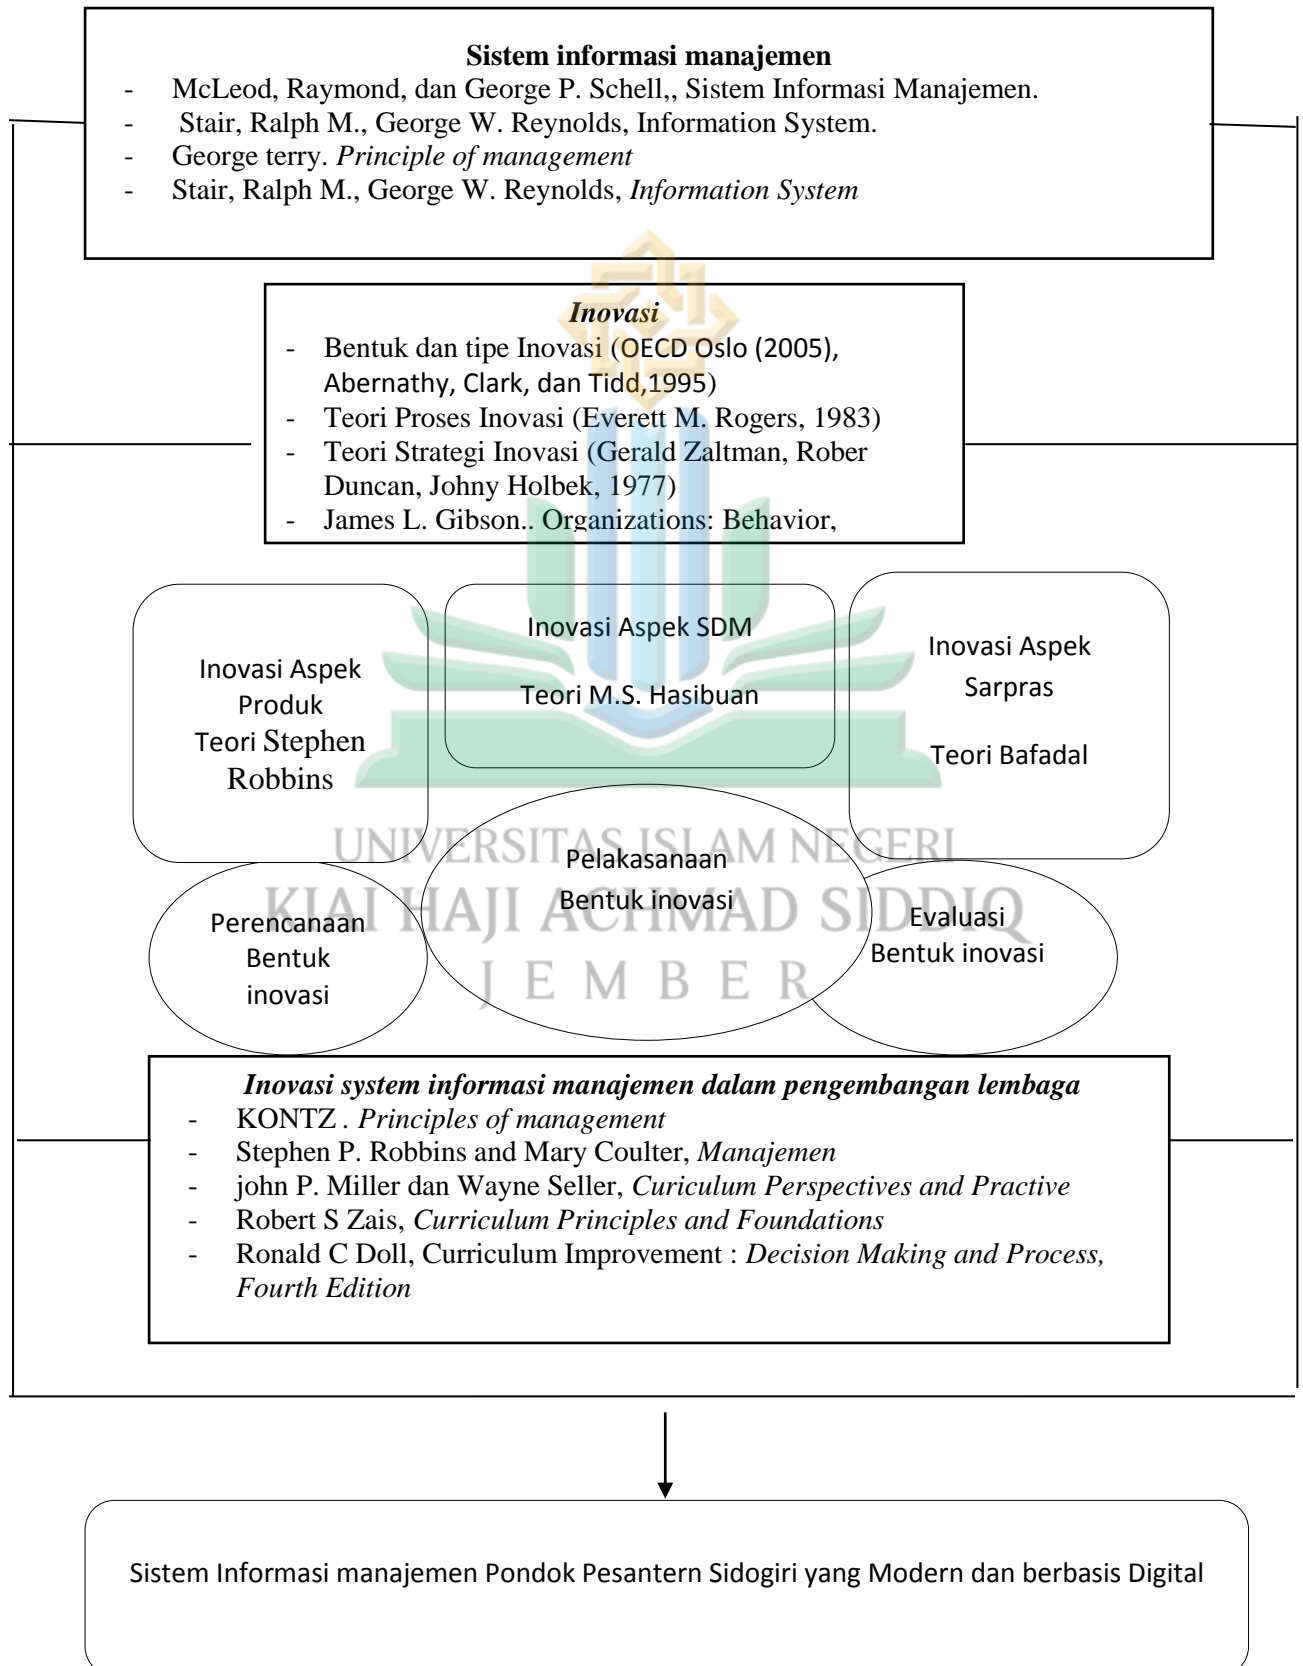 Sistem informasi manajemen
- McLeod, Raymond, dan George P. Schell,, Sistem Informasi Manajemen.
- Stair, Ralph M., George W. Reynolds, Information System.
- George terry. Principle of management
- Stair, Ralph M., George W. Reynolds, Information System
Inovasi
- Bentuk dan tipe Inovasi (OECD Oslo (2005),
Abernathy, Clark, dan Tidd,1995)
- Teori Proses Inovasi (Everett M. Rogers, 1983)
- Teori Strategi Inovasi (Gerald Zaltman, Rober
Duncan, Johny Holbek, 1977)
- James L. Gibson.. Organizations: Behavior,
Inovasi Aspek
Produk
Teori Stephen
Robbins
Inovasi Aspek SDM
Teori M.S. Hasibuan
Inovasi Aspek
Sarpras
Teori Bafadal
UNIVERSITAS ISLAM NEGERI
KIAI HAJI ACHMAD SIDDIQ
JEMBER
Perencanaan
Bentuk
inovasi
Pelakasanaan
Bentuk inovasi
Evaluasi
Bentuk inovasi
Inovasi system informasi manajemen dalam pengembangan lembaga
- KONTZ . Principles of management
- Stephen P. Robbins and Mary Coulter, Manajemen
- john P. Miller dan Wayne Seller, Curiculum Perspectives and Practive
- Robert S Zais, Curriculum Principles and Foundations
- Ronald C Doll, Curriculum Improvement : Decision Making and Process,
Fourth Edition
Sistem Informasi manajemen Pondok Pesantern Sidogiri yang Modern dan berbasis Digital